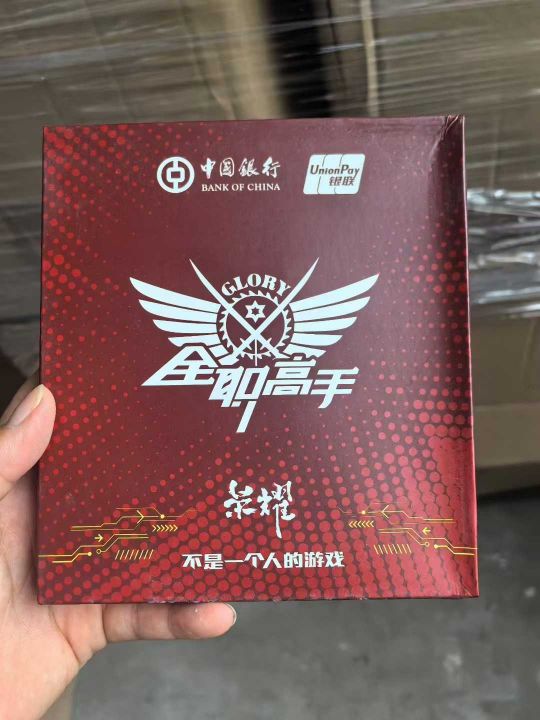 中国银行
BANK OF CHINA
UnionPay
银联
GLORY
全职高手
荣耀
不是一个人的游戏